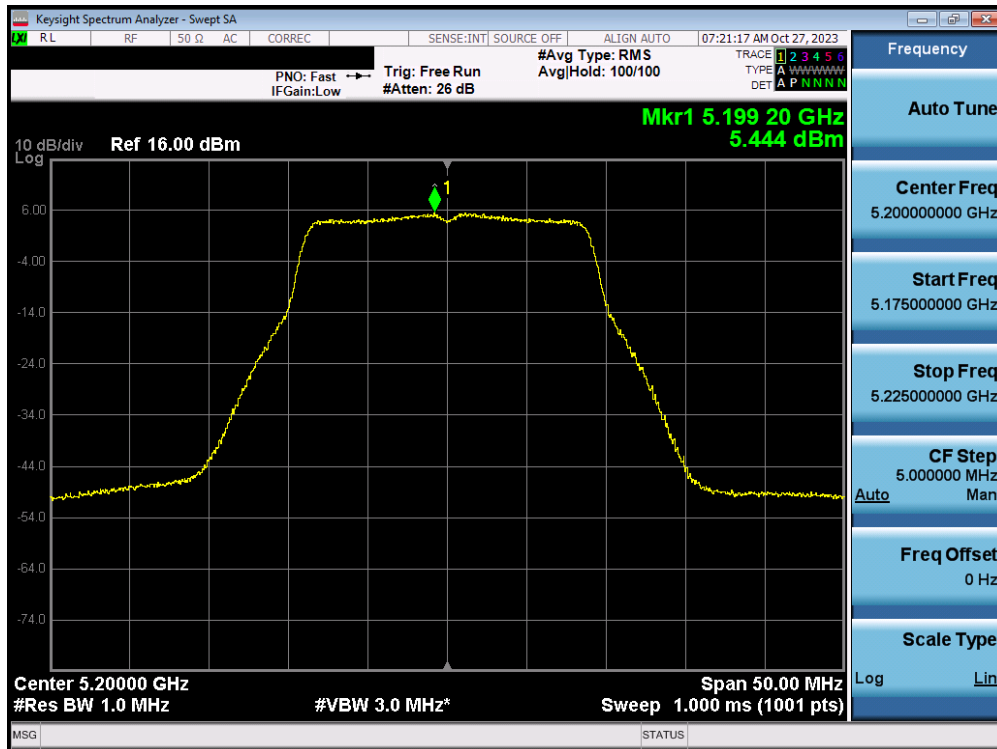 Keysight Spectrum Analyzer - Swept SA
LXI RL RF 50 Ω AC CORREC SENSE:INT SOURCE OFF ALIGN AUTO 07:21:17 AM Oct 27, 2023
PNO: Fast
IFGain:Low
Trig: Free Run
#Atten: 26 dB
#Avg Type: RMS
Avg|Hold: 100/100
TRACE 1 2 3 4 5 6
TYPE A WWWWW
DET A P N N N N
Mkr1 5.199 20 GHz
5.444 dBm
10 dB/div Ref 16.00 dBm
Log
1
6.00
-4.00
-14.0
-24.0
-34.0
-44.0
-54.0
-64.0
-74.0
Center 5.20000 GHz Span 50.00 MHz
#Res BW 1.0 MHz #VBW 3.0 MHz* Sweep 1.000 ms (1001 pts)
MSG STATUS
Frequency
Auto Tune
Center Freq
5.200000000 GHz
Start Freq
5.175000000 GHz
Stop Freq
5.225000000 GHz
CF Step
5.000000 MHz
Auto Man
Freq Offset
0 Hz
Scale Type
Log Lin